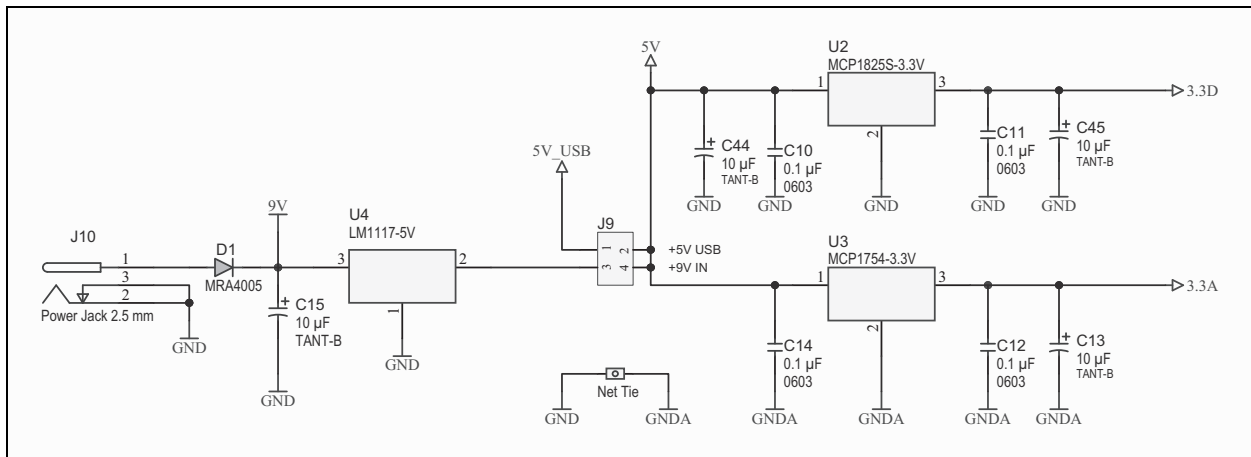 5V
U2
MCP1825S-3.3V
1
3
3.3D
2
C44
10 µF
TANT-B
C10
0.1 µF
0603
C11
0.1 µF
0603
C45
10 µF
TANT-B
GND
GND
GND
GND
GND
5V_USB
9V
J10
D1
MRA4005
1
3
2
Power Jack 2.5 mm
GND
C15
10 µF
TANT-B
GND
U4
LM1117-5V
3
2
1
GND
J9
1
2
3
4
+5V USB
+9V IN
U3
MCP1754-3.3V
1
3
3.3A
2
C14
0.1 µF
0603
C12
0.1 µF
0603
C13
10 µF
TANT-B
Net Tie
GND
GNDA
GNDA
GNDA
GNDA
GNDA